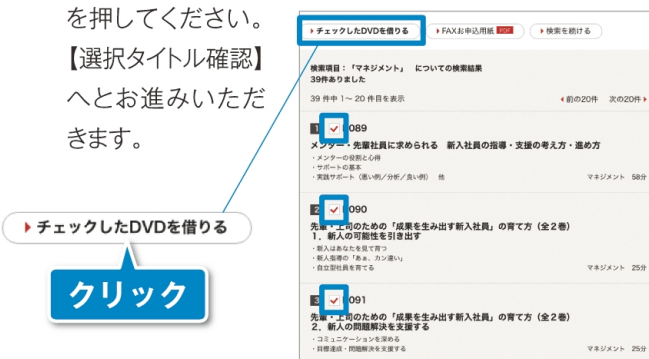 を押してください。
【選択タイトル確認】
へとお進みいただ
きます。
チェックしたDVDを借りる
クリック
チェックしたDVDを借りる
FAXお申込用紙 PDF
検索を続ける
検索項目：「マネジメント」 についての検索結果
39件ありました
39 件中 1～ 20 件目を表示
前の20件 次の20件
1 089
メンター・先輩社員に求められる 新入社員の指導・支援の考え方・進め方
・メンターの役割と心得
・サポートの基本
・実践サポート（悪い例／分析／良い例） 他
マネジメント 58分
2 090
先輩・上司のための「成果を生み出す新入社員」の育て方（全２巻）
１．新人の可能性を引き出す
・新人はあなたを見て育つ
・新人指導の「あぁ、カン違い」
・自立型社員を育てる
マネジメント 25分
3 091
先輩・上司のための「成果を生み出す新入社員」の育て方（全２巻）
２．新人の問題解決を支援する
・コミュニケーションを深める
・目標達成・問題解決を支援する
マネジメント 25分